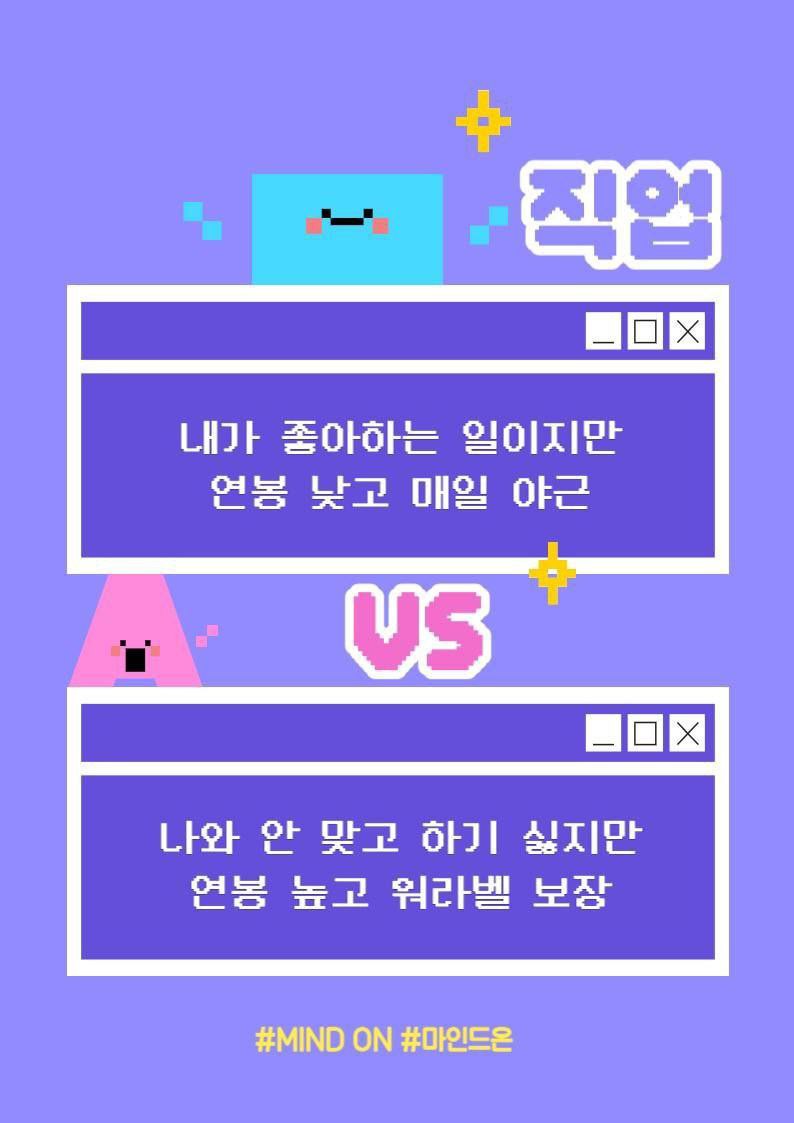 직업
내가 좋아하는 일이지만
연봉 낮고 매일 야근
VS
나와 안 맞고 하기 싫지만
연봉 높고 워라벨 보장
#MIND ON #마인드온